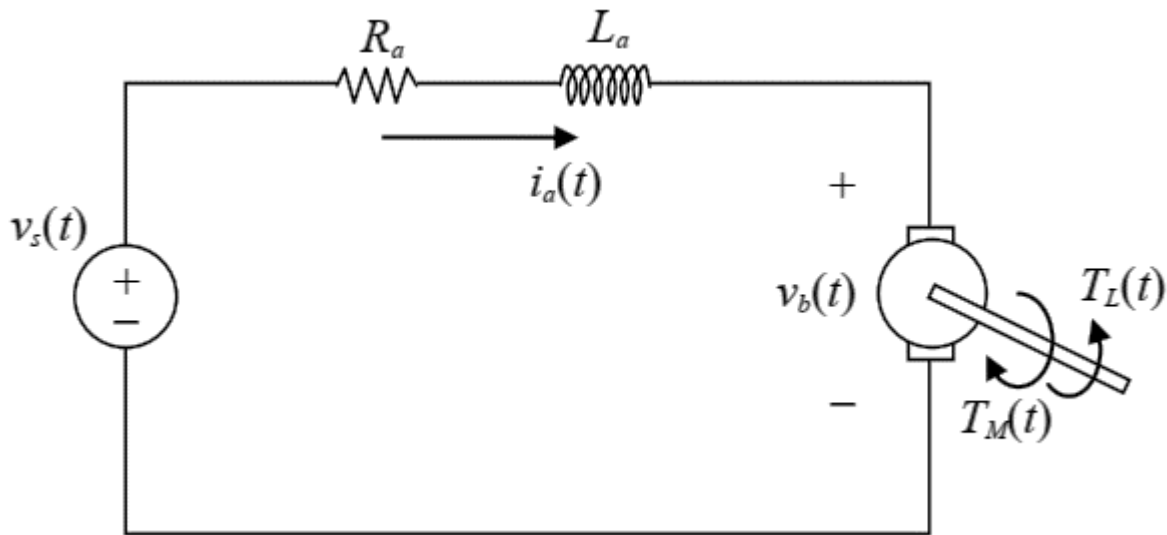 R_a
L_a
i_a(t)
+
v_s(t)
+
−
v_b(t)
T_L(t)
T_M(t)
−